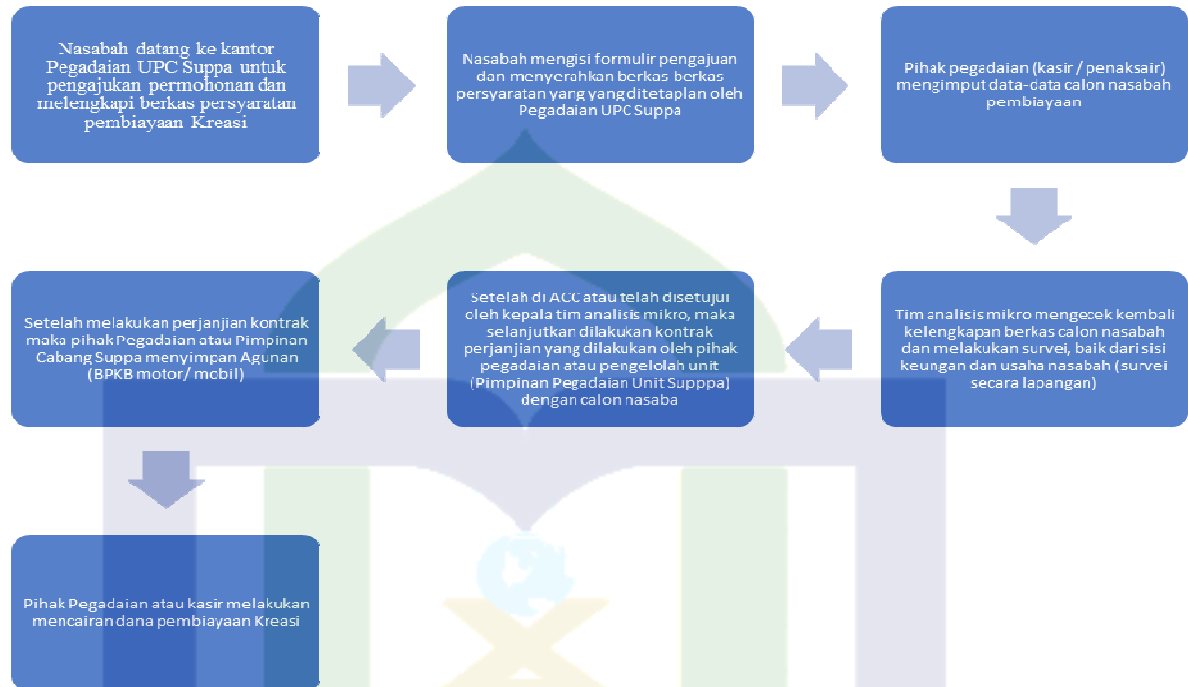 Nasabah datang ke kantor
Pegadaian UPC Suppa untuk
pengajukan permohonan dan
melengkapi berkas persyaratan
pembiayaan Kreasi
Nasabah mengisi formulir pengajuan
dan menyerahkan berkas-berkas
persyaratan yang yang ditetaplan oleh
Pegadaian UPC Suppa
Pihak pegadaian (kasir / penaksair)
mengimput data-data calon nasabah
pembiayaan
Tim analisis mikro mengecek kembali
kelengkapan berkas calon nasabah
dan melakukan survei, baik dari sisi
keungan dan usaha nasabah (survei
secara lapangan)
Setelah di ACC atau telah disetujui
oleh kepala tim analisis mikro, maka
selanjutkan dilakukan kontrak
perjanjian yang dilakukan oleh pihak
pegadaian atau pengelolah unit
(Pimpinan Pegadaian Unit Supppa)
dengan calon nasaba
Setelah melakukan perjanjian kontrak
maka pihak Pegadaian atau Pimpinan
Cabang Suppa menyimpan Agunan
(BPKB motor/ mobil)
Pihak Pegadaian atau kasir melakukan
mencairan dana pembiayaan Kreasi